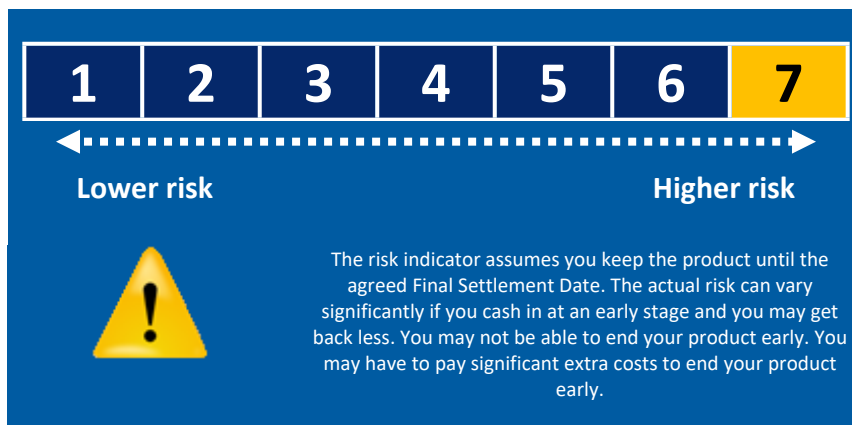 1 2 3 4 5 6 7
Lower risk Higher risk
The risk indicator assumes you keep the product until the
agreed Final Settlement Date. The actual risk can vary
significantly if you cash in at an early stage and you may get
back less. You may not be able to end your product early. You
may have to pay significant extra costs to end your product
early.